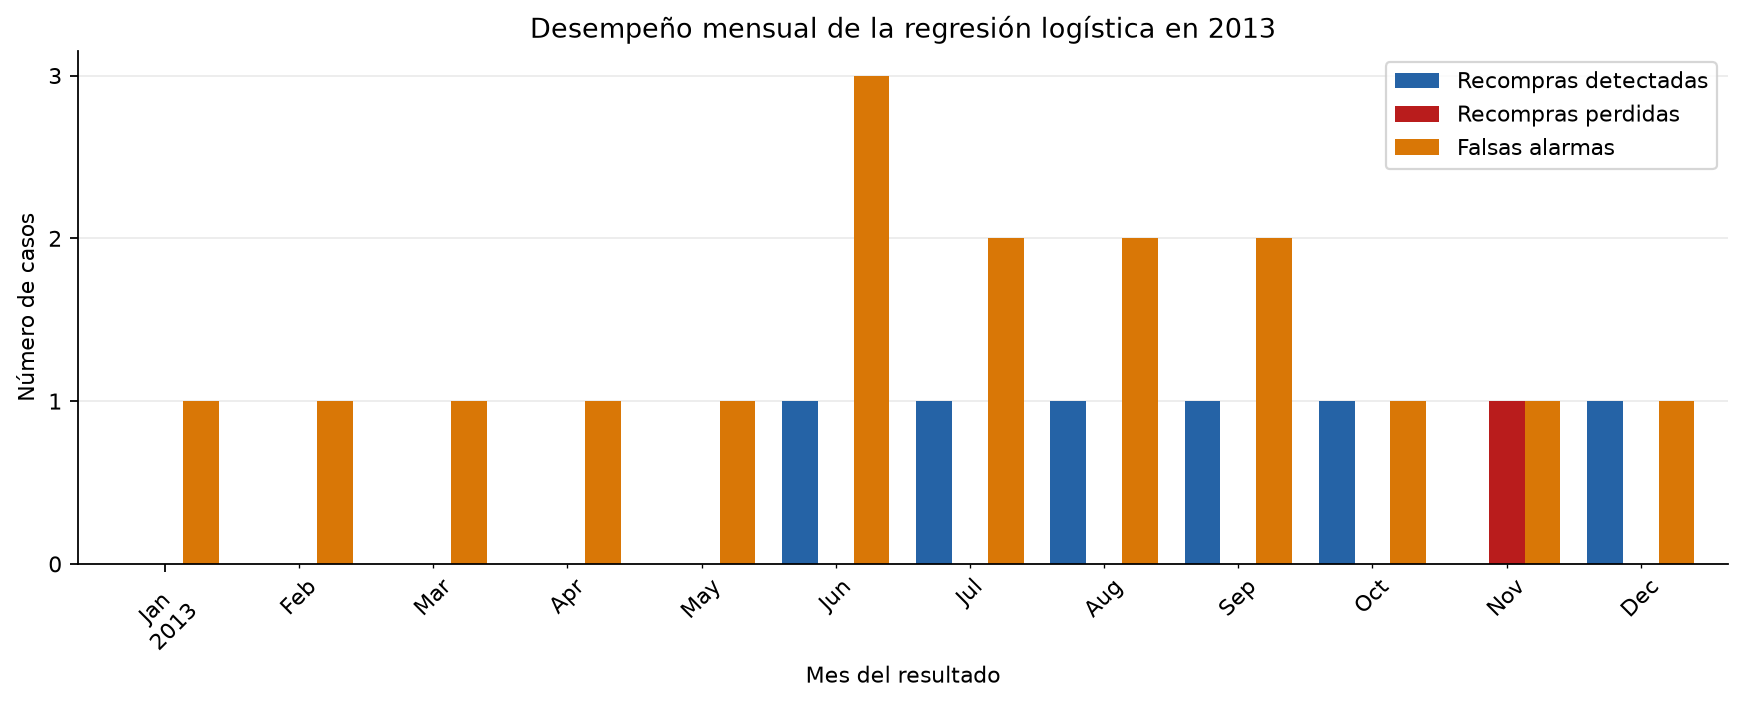 Desempeño mensual de la regresión logística en 2013
Recompras detectadas
Recompras perdidas
Falsas alarmas
Número de casos
3
2
1
0
Jan
2013
Feb
Mar
Apr
May
Jun
Jul
Aug
Sep
Oct
Nov
Dec
Mes del resultado